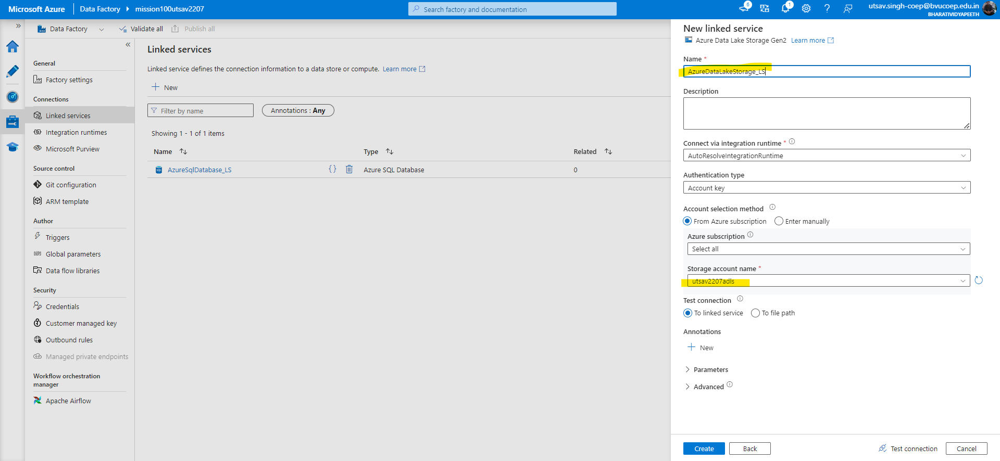 Microsoft Azure
Data Factory
mission100utsav2207
Search factory and documentation
6
1
utsav.singh-coep@bvucoep.edu.in
BHARATIVIDYAPEETH
Data Factory
Validate all
Publish all
General
Factory settings
Connections
Linked services
Integration runtimes
Microsoft Purview
Source control
Git configuration
ARM template
Author
Triggers
Global parameters
Data flow libraries
Security
Credentials
Customer managed key
Outbound rules
Managed private endpoints
Workflow orchestration
manager
Apache Airflow
Linked services
Linked service defines the connection information to a data store or compute. Learn more
New
Filter by name
Annotations : Any
Showing 1 - 1 of 1 items
Name
Type
Related
SQL
AzureSqlDatabase_LS
{}
Azure SQL Database
0
New linked service
Azure Data Lake Storage Gen2 Learn more
Name *
AzureDataLakeStorage_LS
Description
Connect via integration runtime *
AutoResolveIntegrationRuntime
Authentication type
Account key
Account selection method
From Azure subscription
Enter manually
Azure subscription
Select all
Storage account name *
utsav2207adls
Test connection
To linked service
To file path
Annotations
New
Parameters
Advanced
Create
Back
Test connection
Cancel